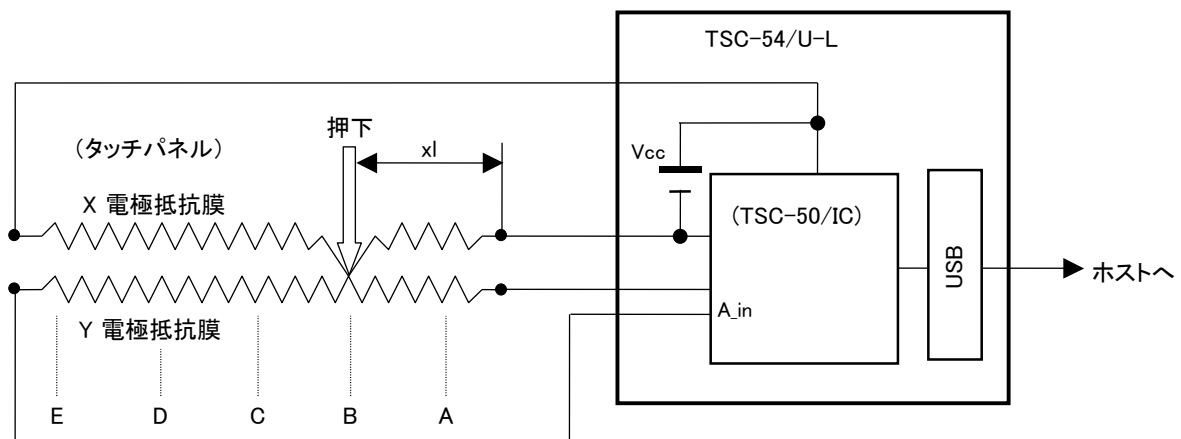 TSC-54/U-L
押下
(タッチパネル)
xl
Vcc
X 電極抵抗膜
(TSC-50/IC)
USB
ホストへ
A_in
Y 電極抵抗膜
E D C B A